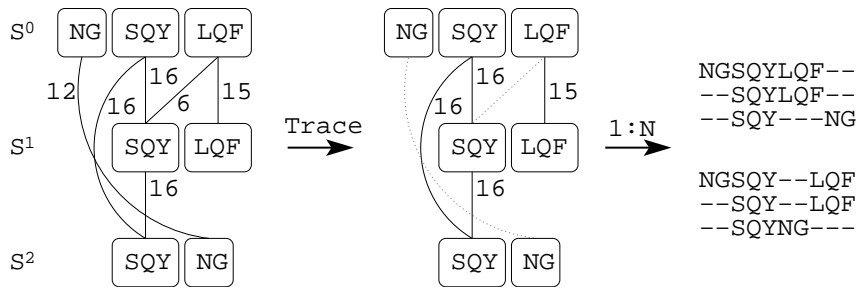 S⁰ NG SQY LQF NG SQY LQF
12 16 16 6 15 16 16 15
NGSQYLQF--
--SQYLQF--
--SQY---NG
Trace 1:N
S¹ SQY LQF SQY LQF
16 16
NGSQY--LQF
--SQY--LQF
--SQYNG---
S² SQY NG SQY NG